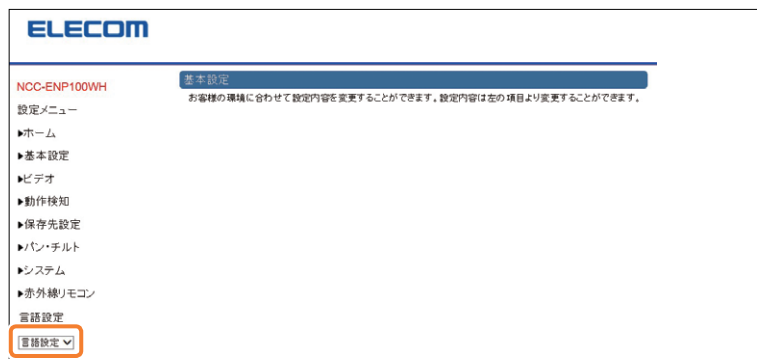 ELECOM
NCC-ENP100WH
基本設定
お客様の環境に合わせて設定内容を変更することができます。設定内容は左の項目より変更することができます。
設定メニュー
▶ホーム
▶基本設定
▶ビデオ
▶動作検知
▶保存先設定
▶パン・チルト
▶システム
▶赤外線リモコン
言語設定
言語設定